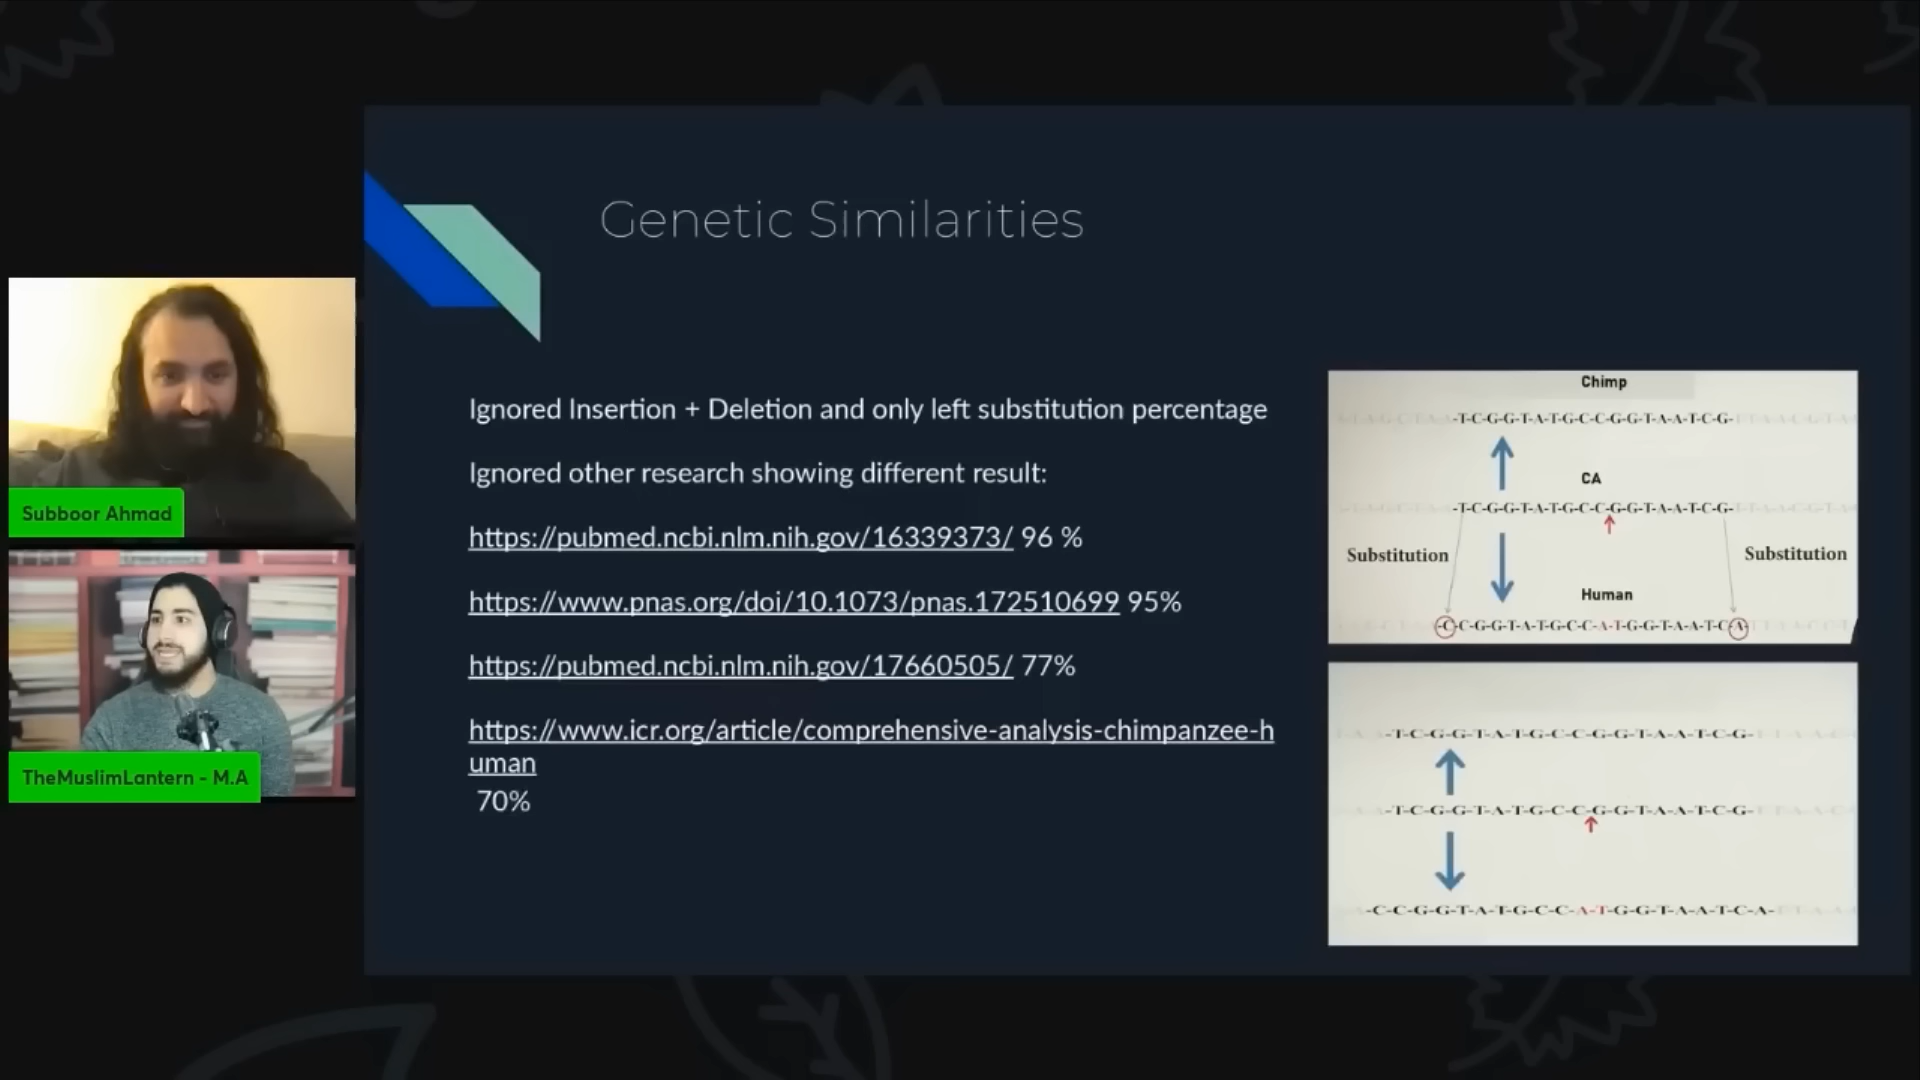 Genetic Similarities
Ignored Insertion + Deletion and only left substitution percentage
Ignored other research showing different result:
https://pubmed.ncbi.nlm.nih.gov/16339373/ 96 %
https://www.pnas.org/doi/10.1073/pnas.172510699 95%
https://pubmed.ncbi.nlm.nih.gov/17660505/ 77%
https://www.icr.org/article/comprehensive-analysis-chimpanzee-h
uman
70%
Subboor Ahmad
TheMuslimLantern - M.A
Chimp
-T-C-G-G-T-A-T-G-C-C-G-G-T-A-A-T-C-G-
CA
-T-C-G-G-T-A-T-G-C-C-G-G-T-A-A-T-C-G-
Substitution
Substitution
Human
-C-C-G-G-T-A-T-G-C-C-A-T-G-G-T-A-A-T-C-A-
-T-C-G-G-T-A-T-G-C-C-G-G-T-A-A-T-C-G-
-T-C-G-G-T-A-T-G-C-C-G-G-T-A-A-T-C-G-
-C-C-G-G-T-A-T-G-C-C-A-T-G-G-T-A-A-T-C-A-